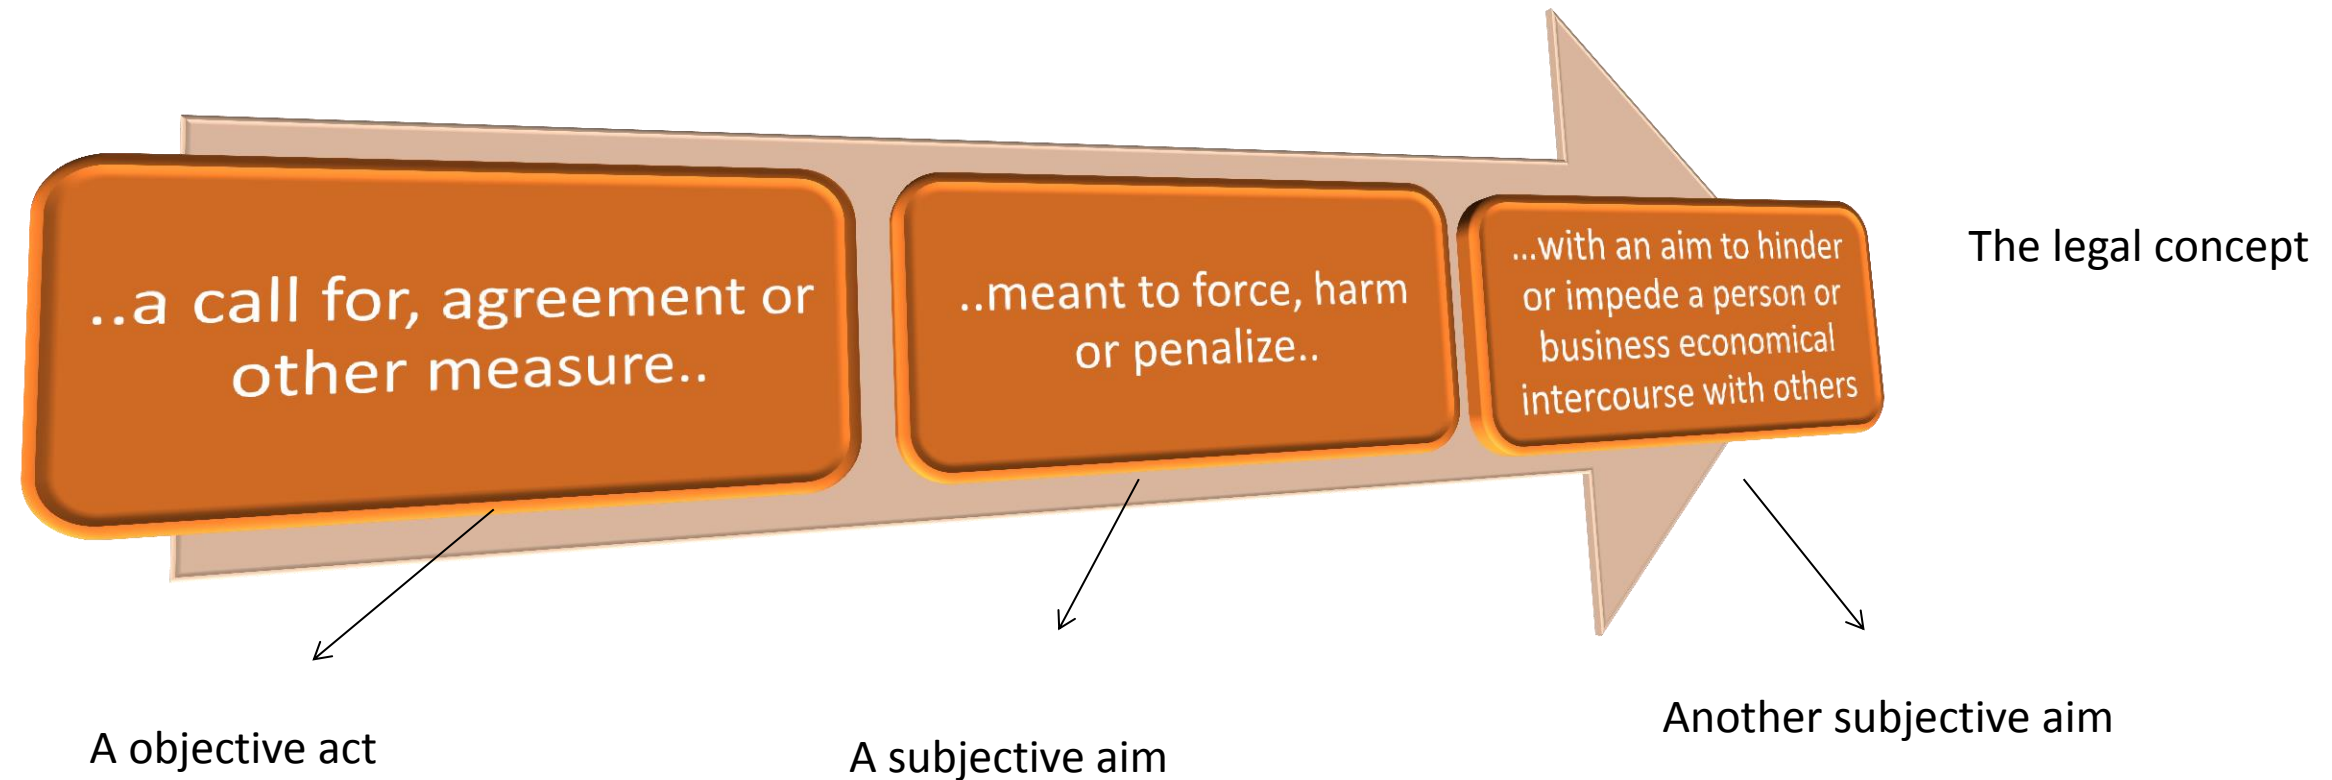 ..a call for, agreement or
other measure..
..meant to force, harm
or penalize..
...with an aim to hinder
or impede a person or
business economical
intercourse with others
The legal concept
A objective act
A subjective aim
Another subjective aim